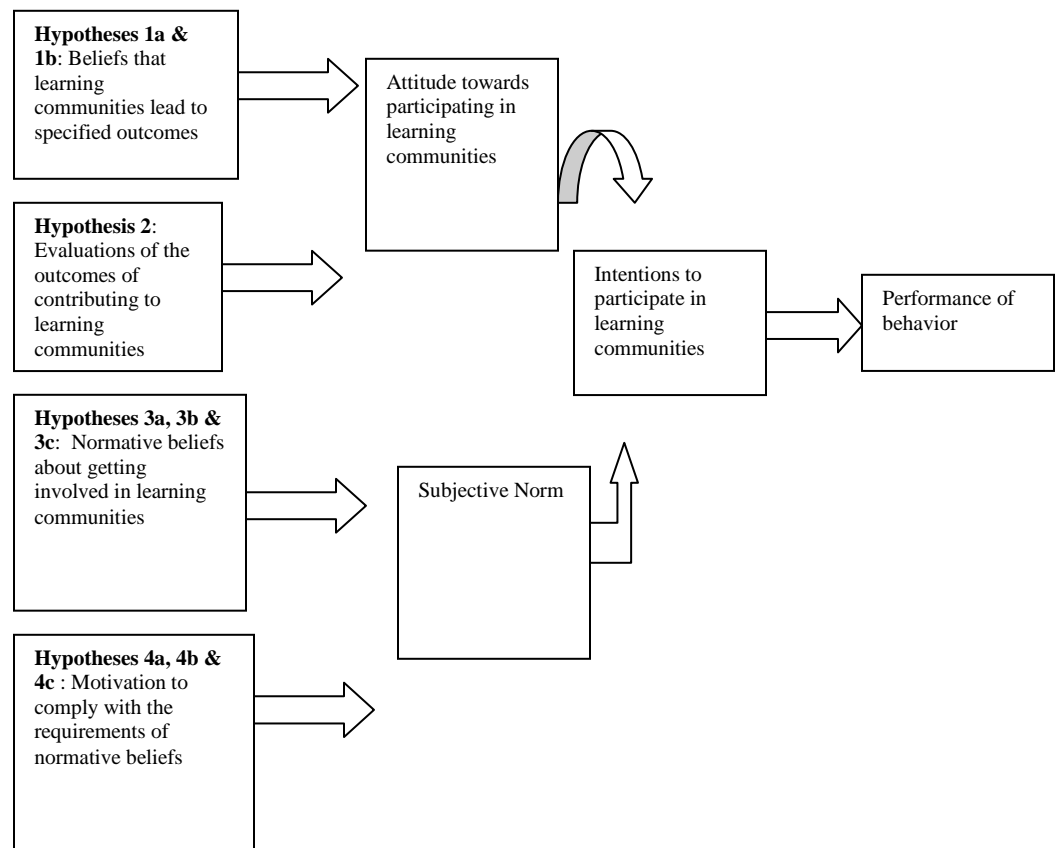 Hypotheses 1a &
1b: Beliefs that
learning
communities lead to
specified outcomes
Attitude towards
participating in
learning
communities
Hypothesis 2:
Evaluations of the
outcomes of
contributing to
learning
communities
Intentions to
participate in
learning
communities
Performance of
behavior
Hypotheses 3a, 3b &
3c:  Normative beliefs
about getting
involved in learning
communities
Subjective Norm
Hypotheses 4a, 4b &
4c : Motivation to
comply with the
requirements of
normative beliefs